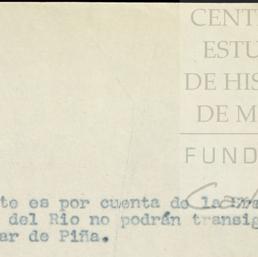 CENT
ESTU
DE HIS
DE M
FUND
te es por cuenta de la
del Rio no podrán transig
ar de Piña.